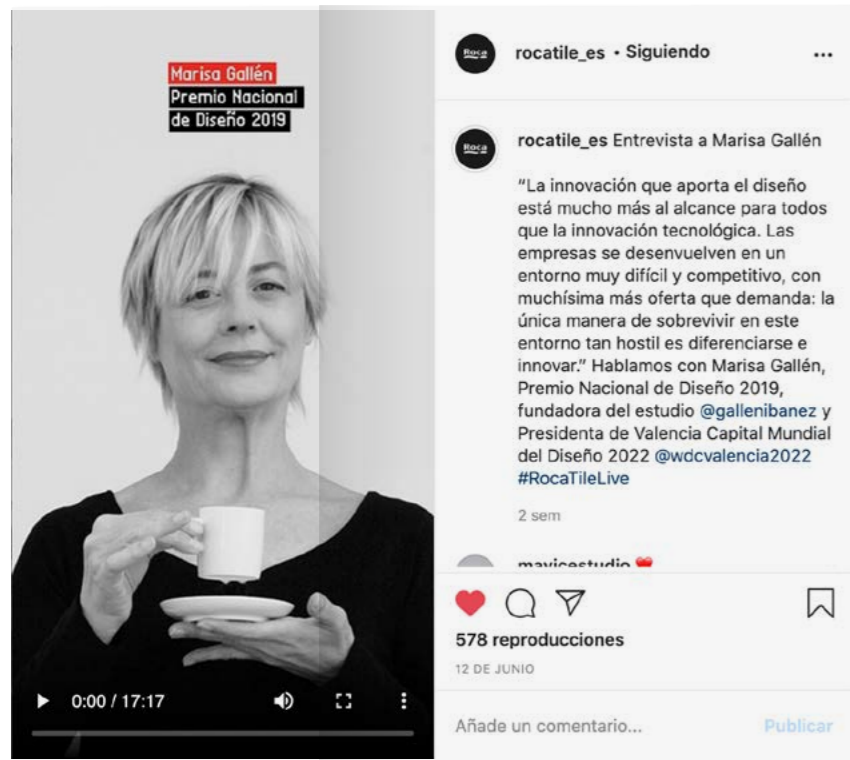 Marisa Gallén
Premio Nacional
de Diseño 2019
0:00 / 17:17
Roca
rocatile_es • Siguiendo
Roca
rocatile_es Entrevista a Marisa Gallén
“La innovación que aporta el diseño
está mucho más al alcance para todos
que la innovación tecnológica. Las
empresas se desenvuelven en un
entorno muy difícil y competitivo, con
muchísima más oferta que demanda: la
única manera de sobrevivir en este
entorno tan hostil es diferenciarse e
innovar.” Hablamos con Marisa Gallén,
Premio Nacional de Diseño 2019,
fundadora del estudio @gallenibanez y
Presidenta de Valencia Capital Mundial
del Diseño 2022 @wdcvalencia2022
#RocaTileLive
2 sem
mavicestudio
578 reproducciones
12 DE JUNIO
Añade un comentario...
Publicar